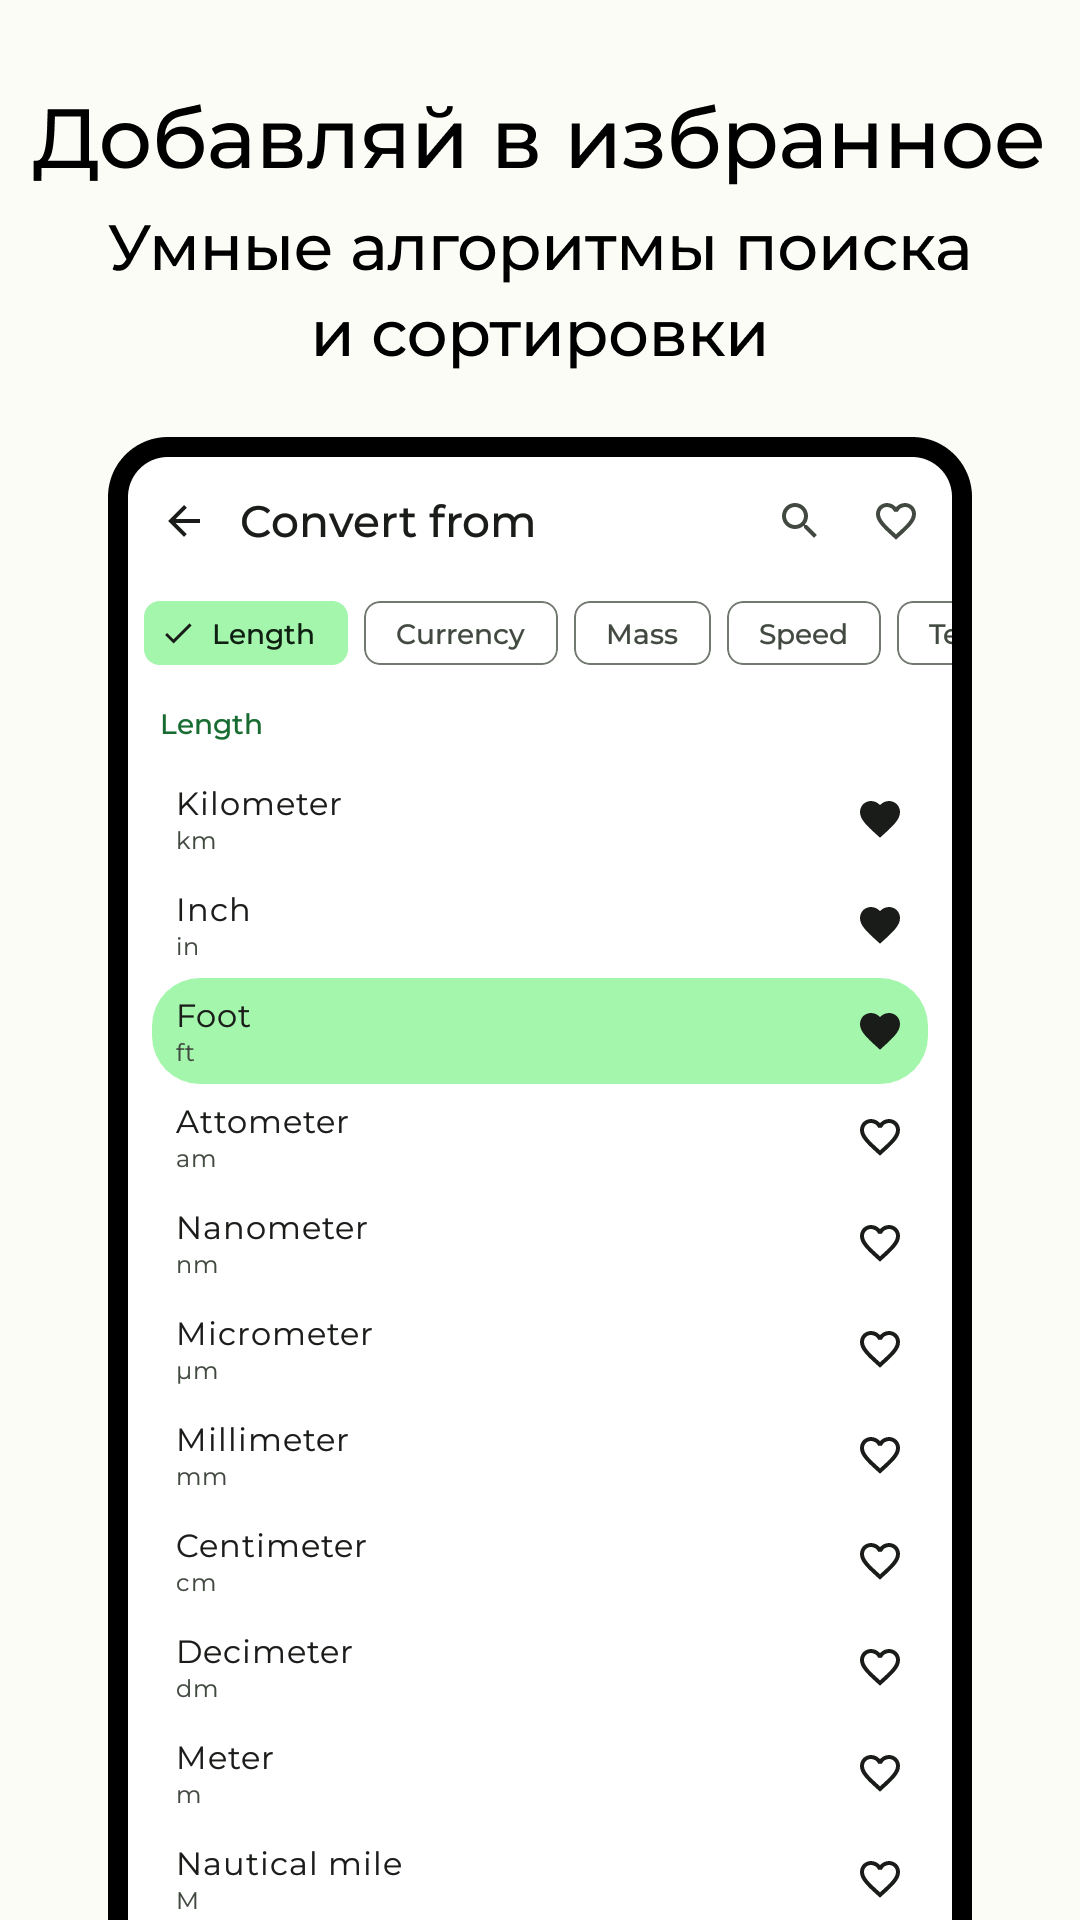 Добавляй в избранное
Умные алгоритмы поиска
и сортировки
Convert from
Length Currency Mass Speed Te
Length
Kilometer
km
Inch
in
Foot
ft
Attometer
am
Nanometer
nm
Micrometer
µm
Millimeter
mm
Centimeter
cm
Decimeter
dm
Meter
m
Nautical mile
M